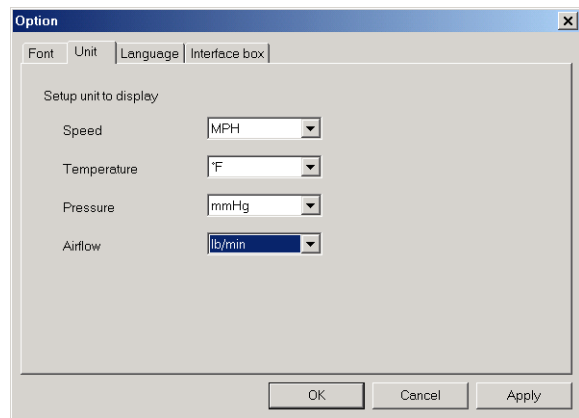 Option
Font Unit Language Interface box
Setup unit to display
Speed MPH
Temperature °F
Pressure mmHg
Airflow lb/min
OK Cancel Apply